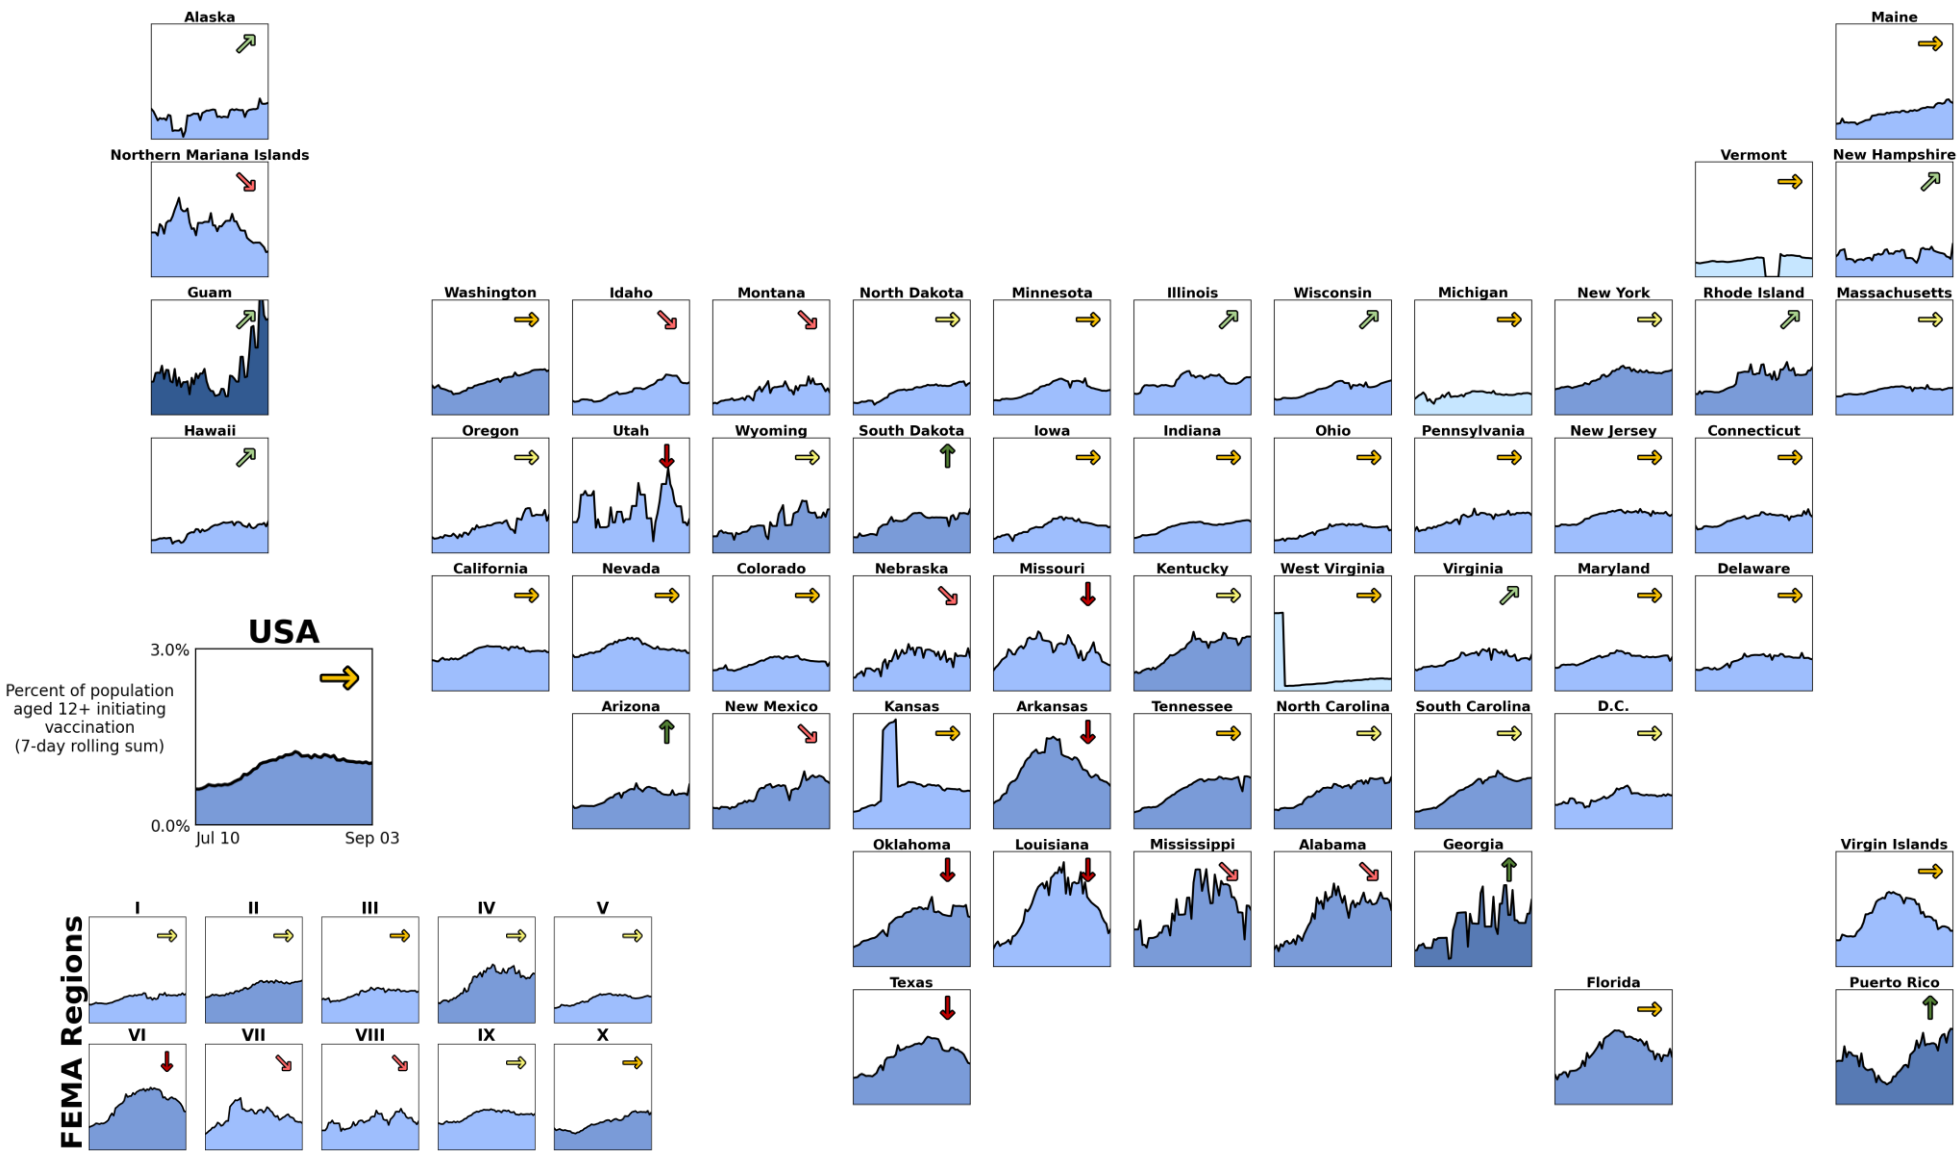 Alaska
Maine
Northern Mariana Islands
Vermont
New Hampshire
Guam
Washington
Idaho
Montana
North Dakota
Minnesota
Illinois
Wisconsin
Michigan
New York
Rhode Island
Massachusetts
Hawaii
Oregon
Utah
Wyoming
South Dakota
Iowa
Indiana
Ohio
Pennsylvania
New Jersey
Connecticut
California
Nevada
Colorado
Nebraska
Missouri
Kentucky
West Virginia
Virginia
Maryland
Delaware
USA
3.0%
Percent of population
aged 12+ initiating
vaccination
(7-day rolling sum)
0.0%
Jul 10
Sep 03
Arizona
New Mexico
Kansas
Arkansas
Tennessee
North Carolina
South Carolina
D.C.
Oklahoma
Louisiana
Mississippi
Alabama
Georgia
Virgin Islands
Texas
Florida
Puerto Rico
FEMA Regions
I
II
III
IV
V
VI
VII
VIII
IX
X